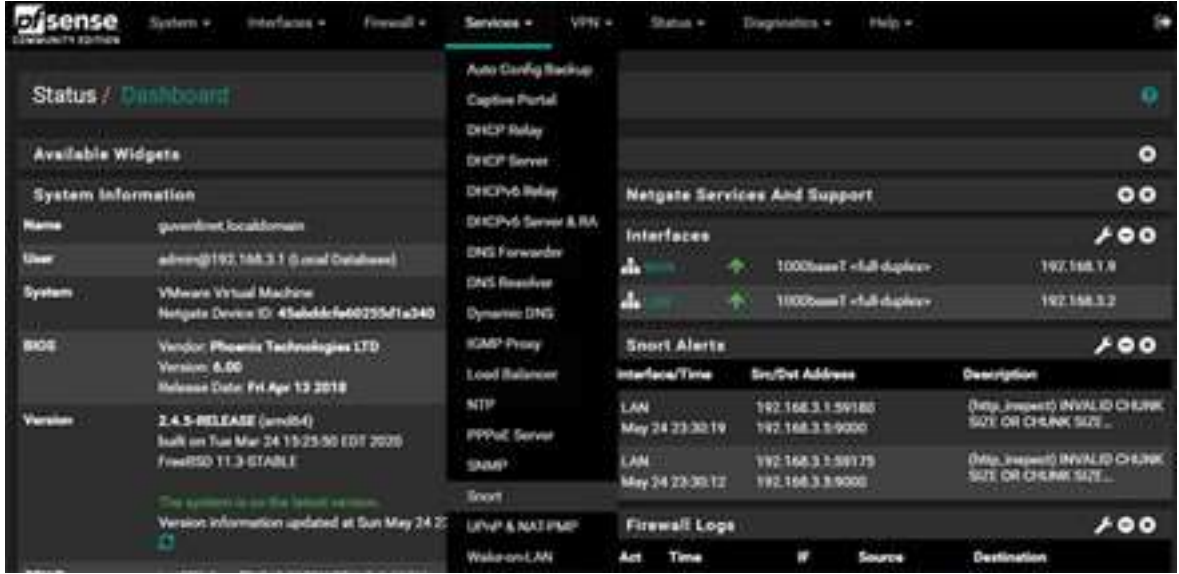 pfsense
COMMUNITY EDITION
System
Interfaces
Firewall
Services
VPN
Status
Diagnostics
Help
Status / Dashboard
Available Widgets
System Information
Name guvenlinet.localdomain
User admin@192.168.3.1 (Local Database)
System VMware Virtual Machine
Netgate Device ID:
BIOS Vendor: Phoenix Technologies LTD
Version: 6.00
Release Date: Fri Apr 13 2018
Version 2.4.5-RELEASE (amd64)
built on Tue Mar 24 15:25:50 EDT 2020
FreeBSD 11.3-STABLE
The system is on the latest version.
Version information updated at Sun May 24
Auto Config Backup
Captive Portal
DHCP Relay
DHCP Server
DHCPv6 Relay
DHCPv6 Server & RA
DNS Forwarder
DNS Resolver
Dynamic DNS
IGMP Proxy
Load Balancer
NTP
PPPoE Server
SNMP
Snort
UPnP & NAT-PMP
Wake-on-LAN
Netgate Services And Support
Interfaces
1000baseT <full-duplex> 192.168.1.9
1000baseT <full-duplex> 192.168.3.2
Snort Alerts
Interface/Time Src/Dst Address Description
LAN 192.168.3.1:59180 (http_inspect) INVALID CHUNK
May 24 23:30:19 192.168.3.5:9000 SIZE OR CHUNK SIZE...
LAN 192.168.3.1:59175 (http_inspect) INVALID CHUNK
May 24 23:30:12 192.168.3.5:9000 SIZE OR CHUNK SIZE...
Firewall Logs
Act Time IF Source Destination